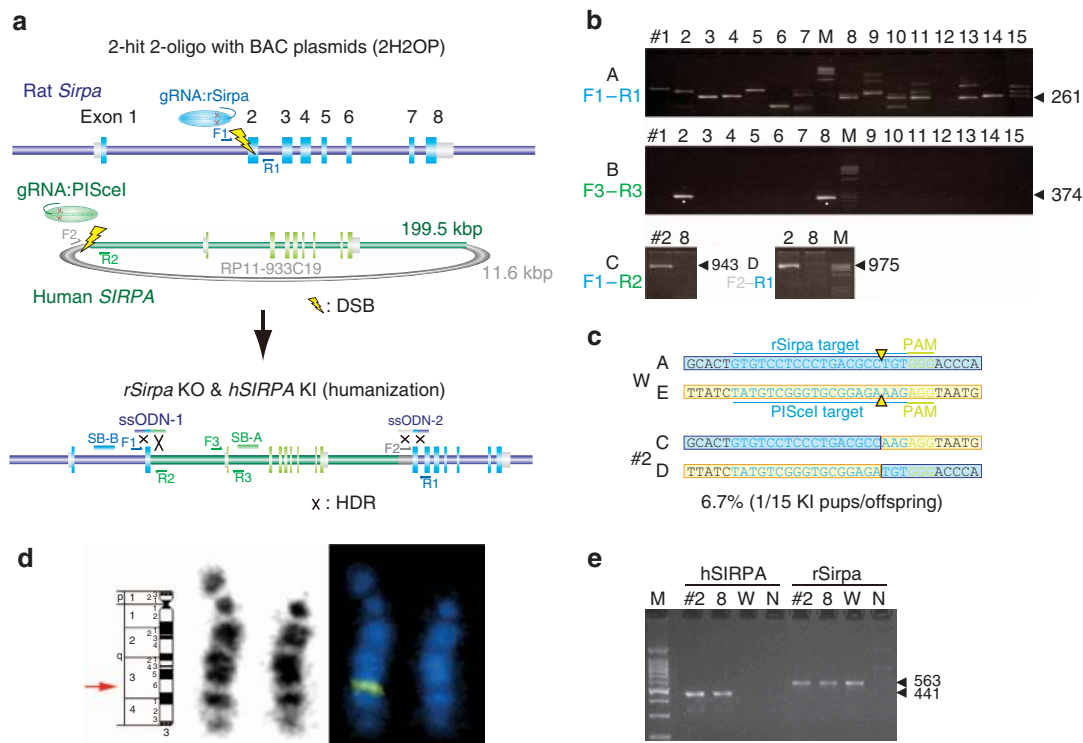 a
2-hit 2-oligo with BAC plasmids (2H2OP)
Rat Sirpa
gRNA:rSirpa
Exon 1
F1
2 3 4 5 6 7 8
R1
gRNA:PISceI
F2
R2
199.5 kbp
RP11-933C19
11.6 kbp
Human SIRPA
: DSB
rSirpa KO & hSIRPA KI (humanization)
ssODN-1
ssODN-2
SB-B F1
F3 SB-A
F2
R2
R3
R1
X : HDR
b
#1 2 3 4 5 6 7 M 8 9 10 11 12 13 14 15
A
F1–R1
261
#1 2 3 4 5 6 7 8 M 9 10 11 12 13 14 15
B
F3–R3
374
#2 8
2 8 M
C
F1–R2
943
D
F2–R1
975
c
rSirpa target
PAM
W
A
GCACTGTGTCCTCCCTGACGCCTGTGGGACCCA
E
TTATCTATGTCGGGTGCGGAGAAAGAGGTAATG
PISceI target
PAM
#2
C
GCACTGTGTCCTCCCTGACGCCAAGAGGTAATG
D
TTATCTATGTCGGGTGCGGAGATGTGGGACCCA
6.7% (1/15 KI pups/offspring)
d
p
1
1
2
q
3
4
3
e
hSIRPA
rSirpa
M #2 8 W N #2 8 W N
563
441